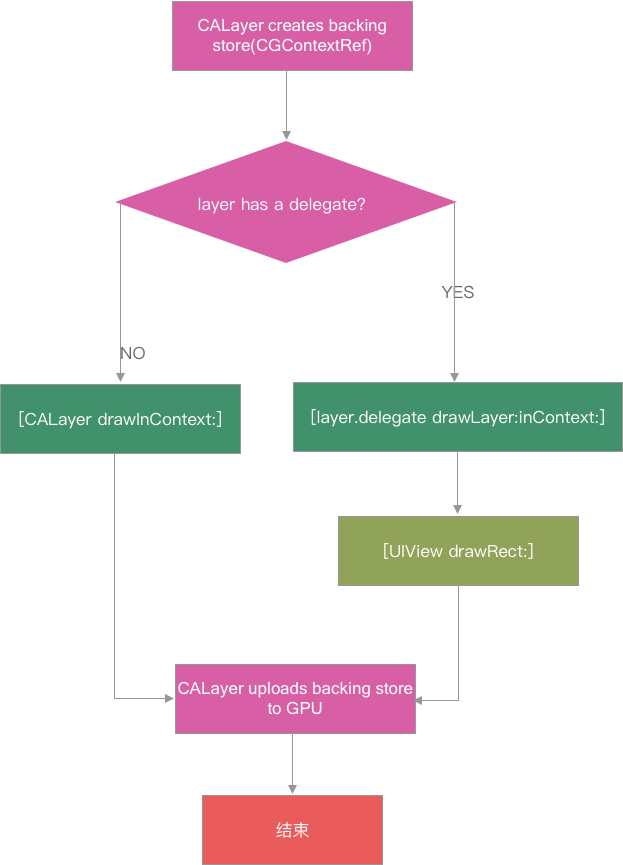 CALayer creates backing
store(CGContextRef)
layer has a delegate?
YES
NO
[CALayer drawInContext:]
[layer.delegate drawLayer:inContext:]
[UIView drawRect:]
CALayer uploads backing store
to GPU
结束